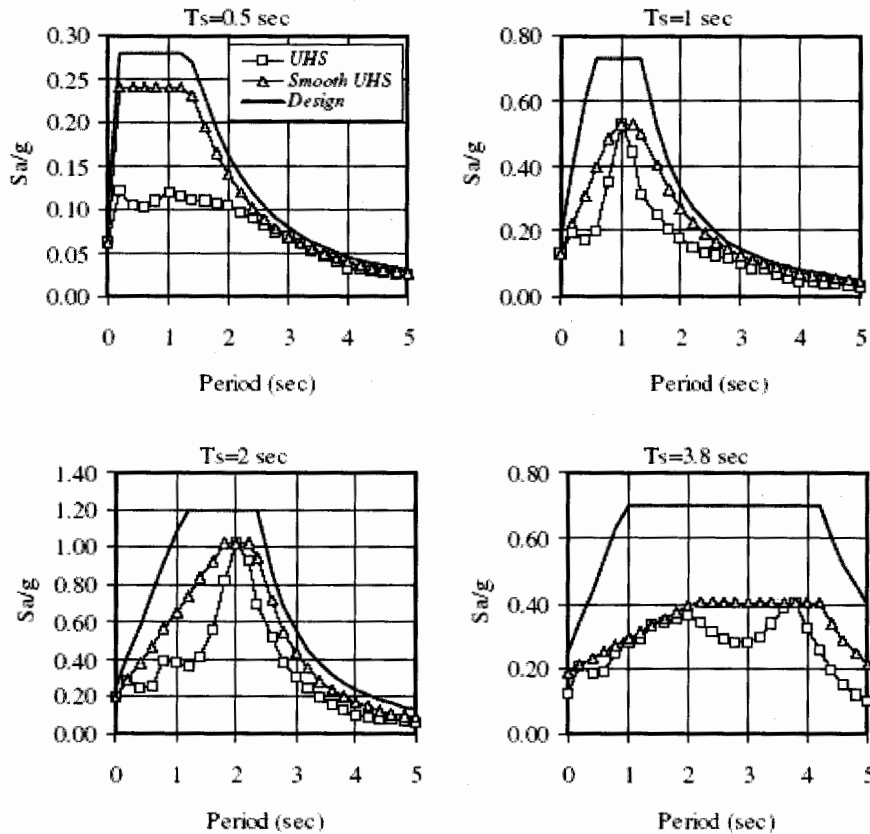 Ts=0.5 sec
0.30
0.25
0.20
0.15
0.10
0.05
0.00
Sa/g
UHS
Smooth UHS
Design
0 1 2 3 4 5
Period (sec)
Ts=1 sec
0.80
0.60
0.40
0.20
0.00
Sa/g
0 1 2 3 4 5
Period (sec)
Ts=2 sec
1.40
1.20
1.00
0.80
0.60
0.40
0.20
0.00
Sa/g
0 1 2 3 4 5
Period (sec)
Ts=3.8 sec
0.80
0.60
0.40
0.20
0.00
Sa/g
0 1 2 3 4 5
Period (sec)